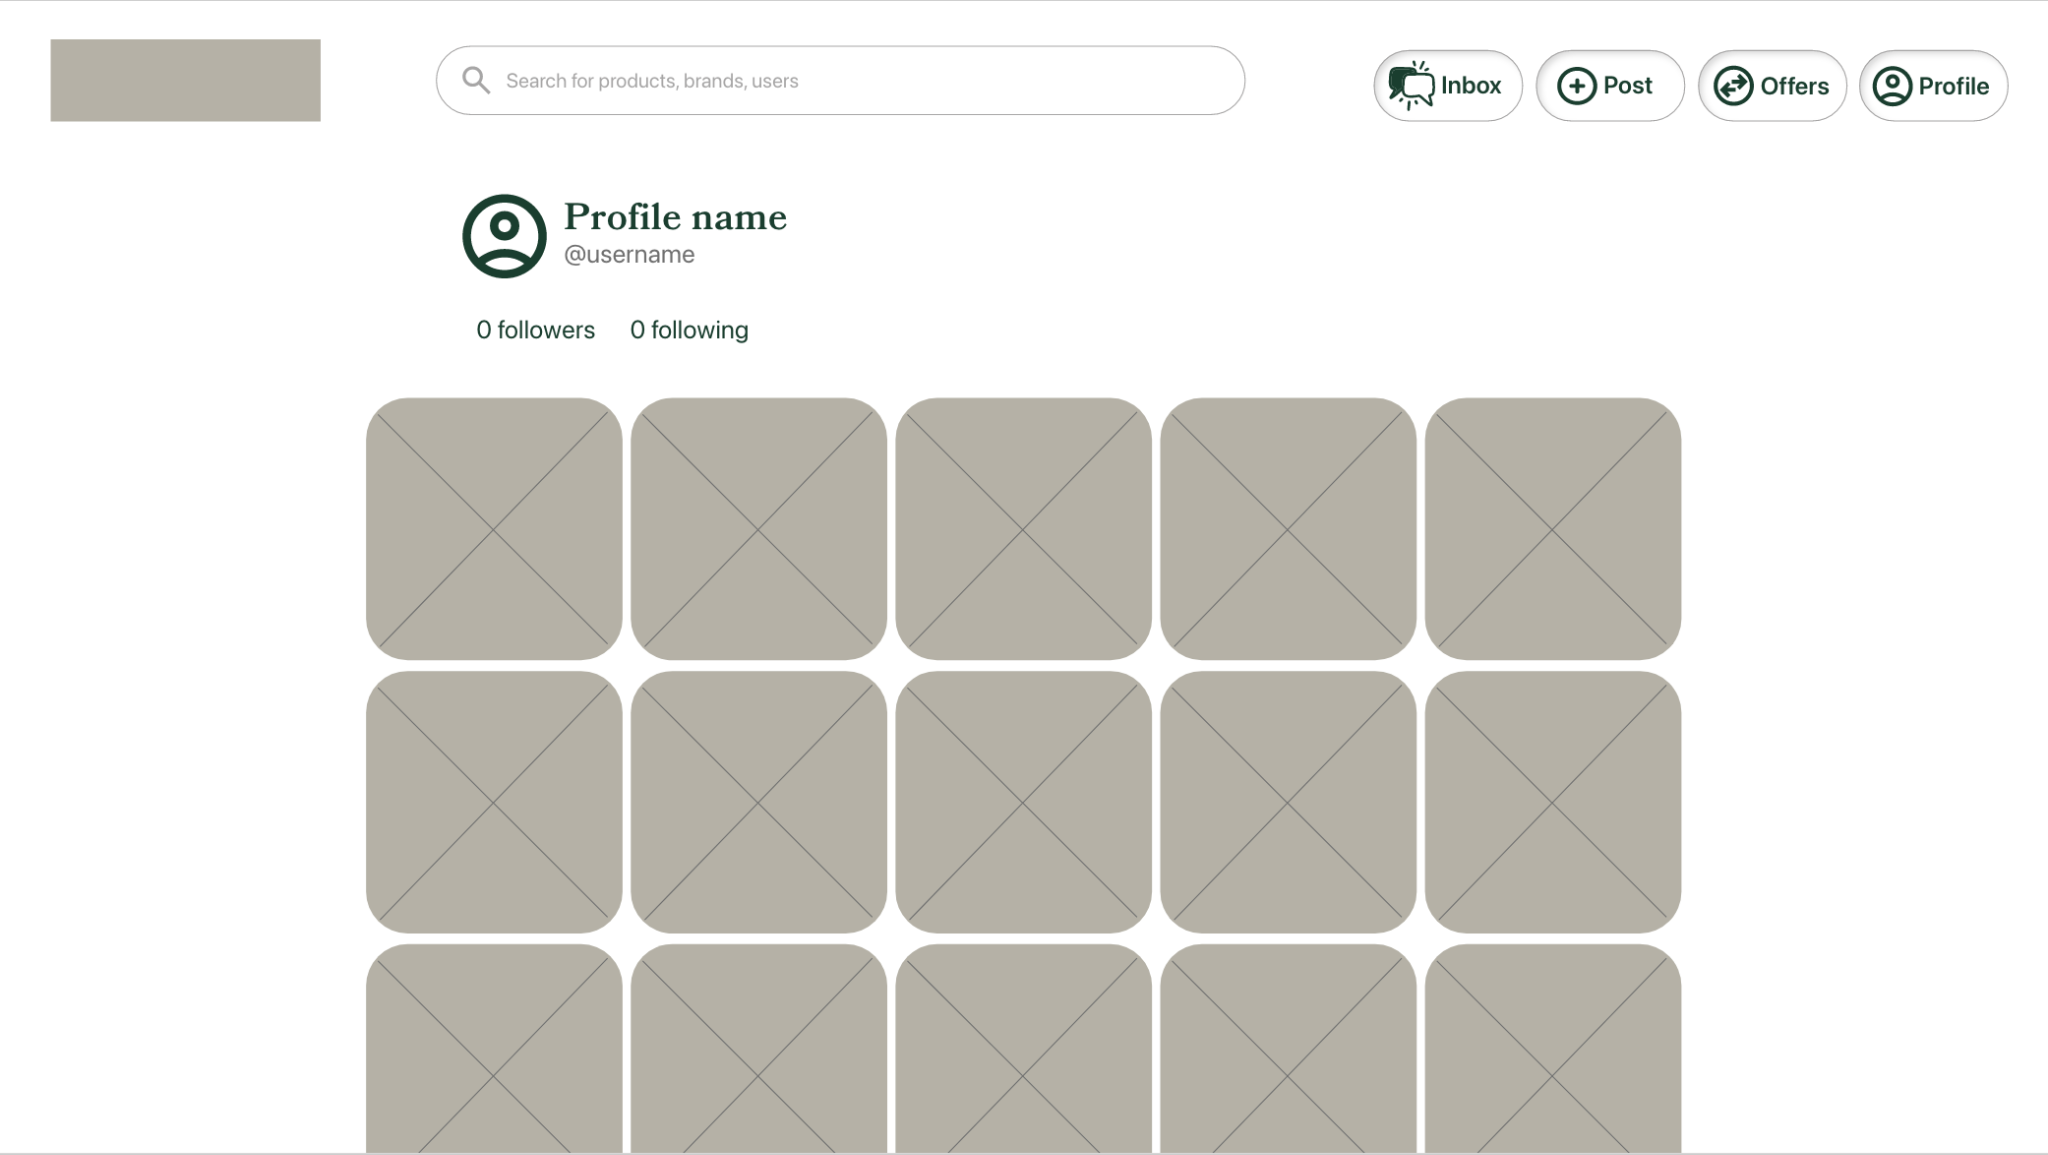 Search for products, brands, users
Inbox
Post
Offers
Profile
Profile name
@username
0 followers
0 following